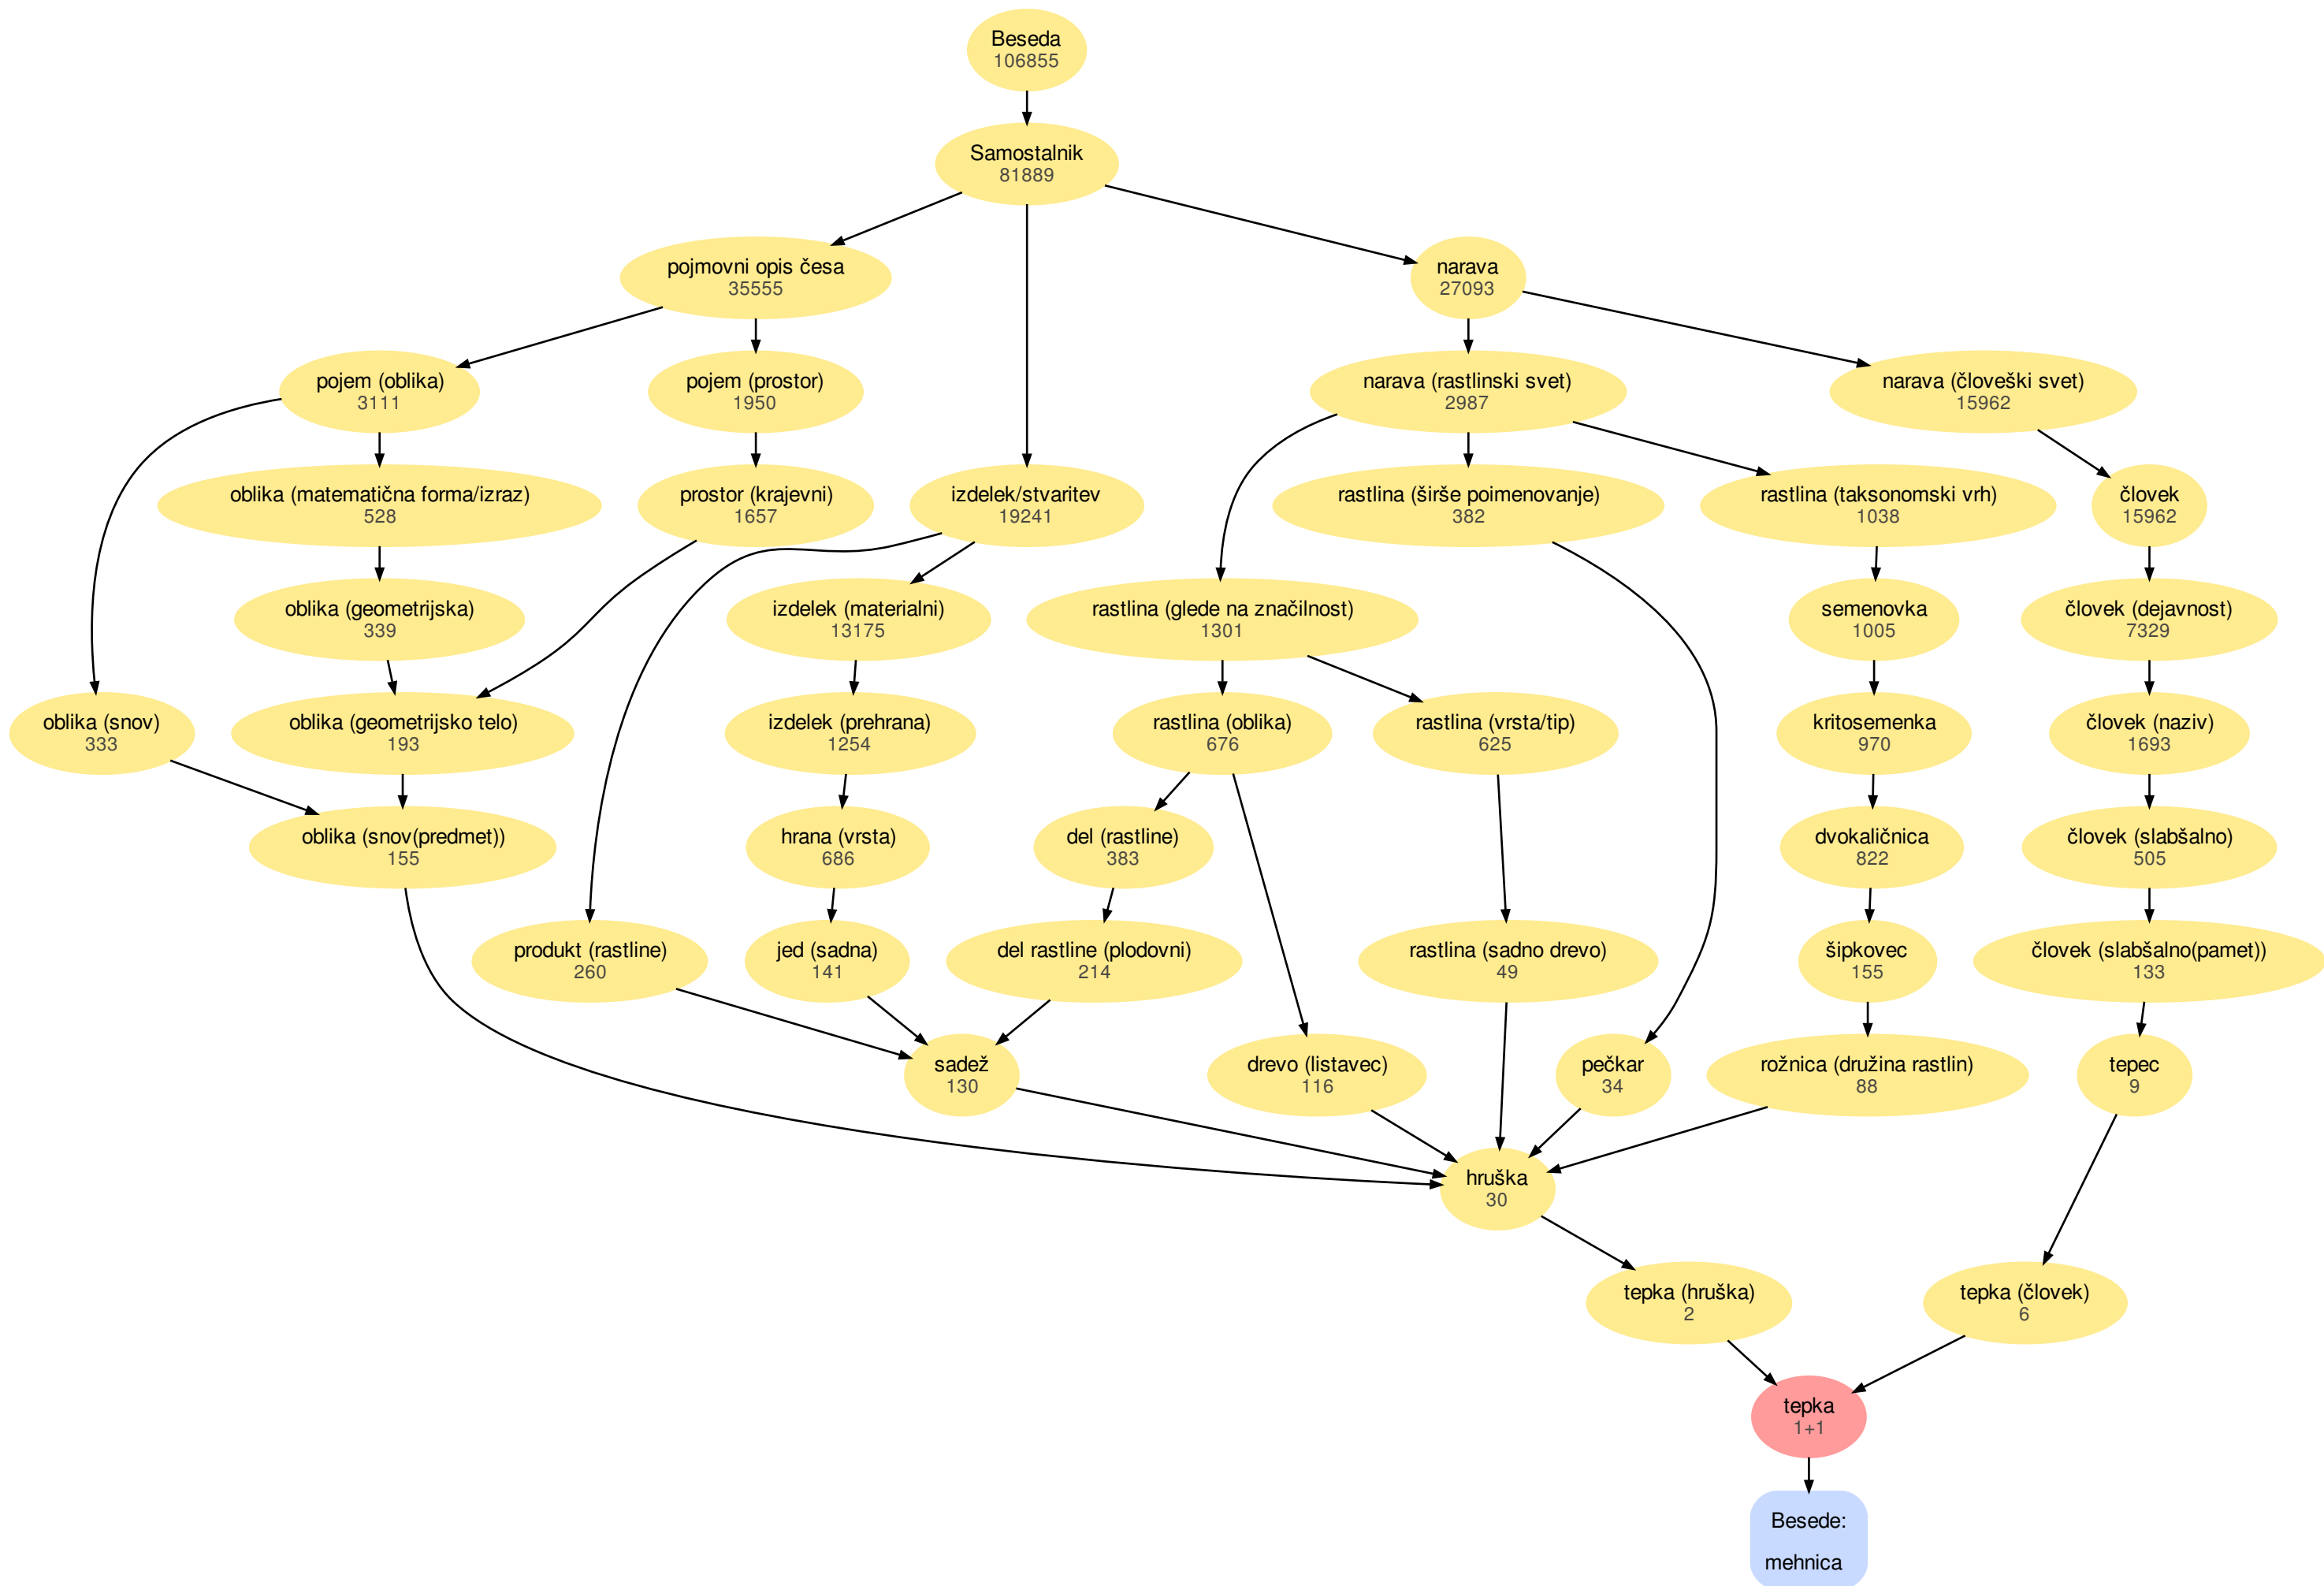 Beseda
106855
Samostalnik
81889
pojmovni opis česa
35555
narava
27093
pojem (oblika)
3111
pojem (prostor)
1950
narava (rastlinski svet)
2987
narava (človeški svet)
15962
oblika (matematična forma/izraz)
528
prostor (krajevni)
1657
izdelek/stvaritev
19241
rastlina (širše poimenovanje)
382
rastlina (taksonomski vrh)
1038
človek
15962
oblika (geometrijska)
339
izdelek (materialni)
13175
rastlina (glede na značilnost)
1301
semenovka
1005
človek (dejavnost)
7329
oblika (snov)
333
oblika (geometrijsko telo)
193
izdelek (prehrana)
1254
rastlina (oblika)
676
rastlina (vrsta/tip)
625
kritosemenka
970
človek (naziv)
1693
oblika (snov(predmet))
155
hrana (vrsta)
686
del (rastline)
383
dvokaličnica
822
človek (slabšalno)
505
produkt (rastline)
260
jed (sadna)
141
del rastline (plodovni)
214
rastlina (sadno drevo)
49
šipkovec
155
človek (slabšalno(pamet))
133
sadež
130
drevo (listavec)
116
pečkar
34
rožnica (družina rastlin)
88
tepec
9
hruška
30
tepka (hruška)
2
tepka (človek)
6
tepka
1+1
Besede:
mehnica